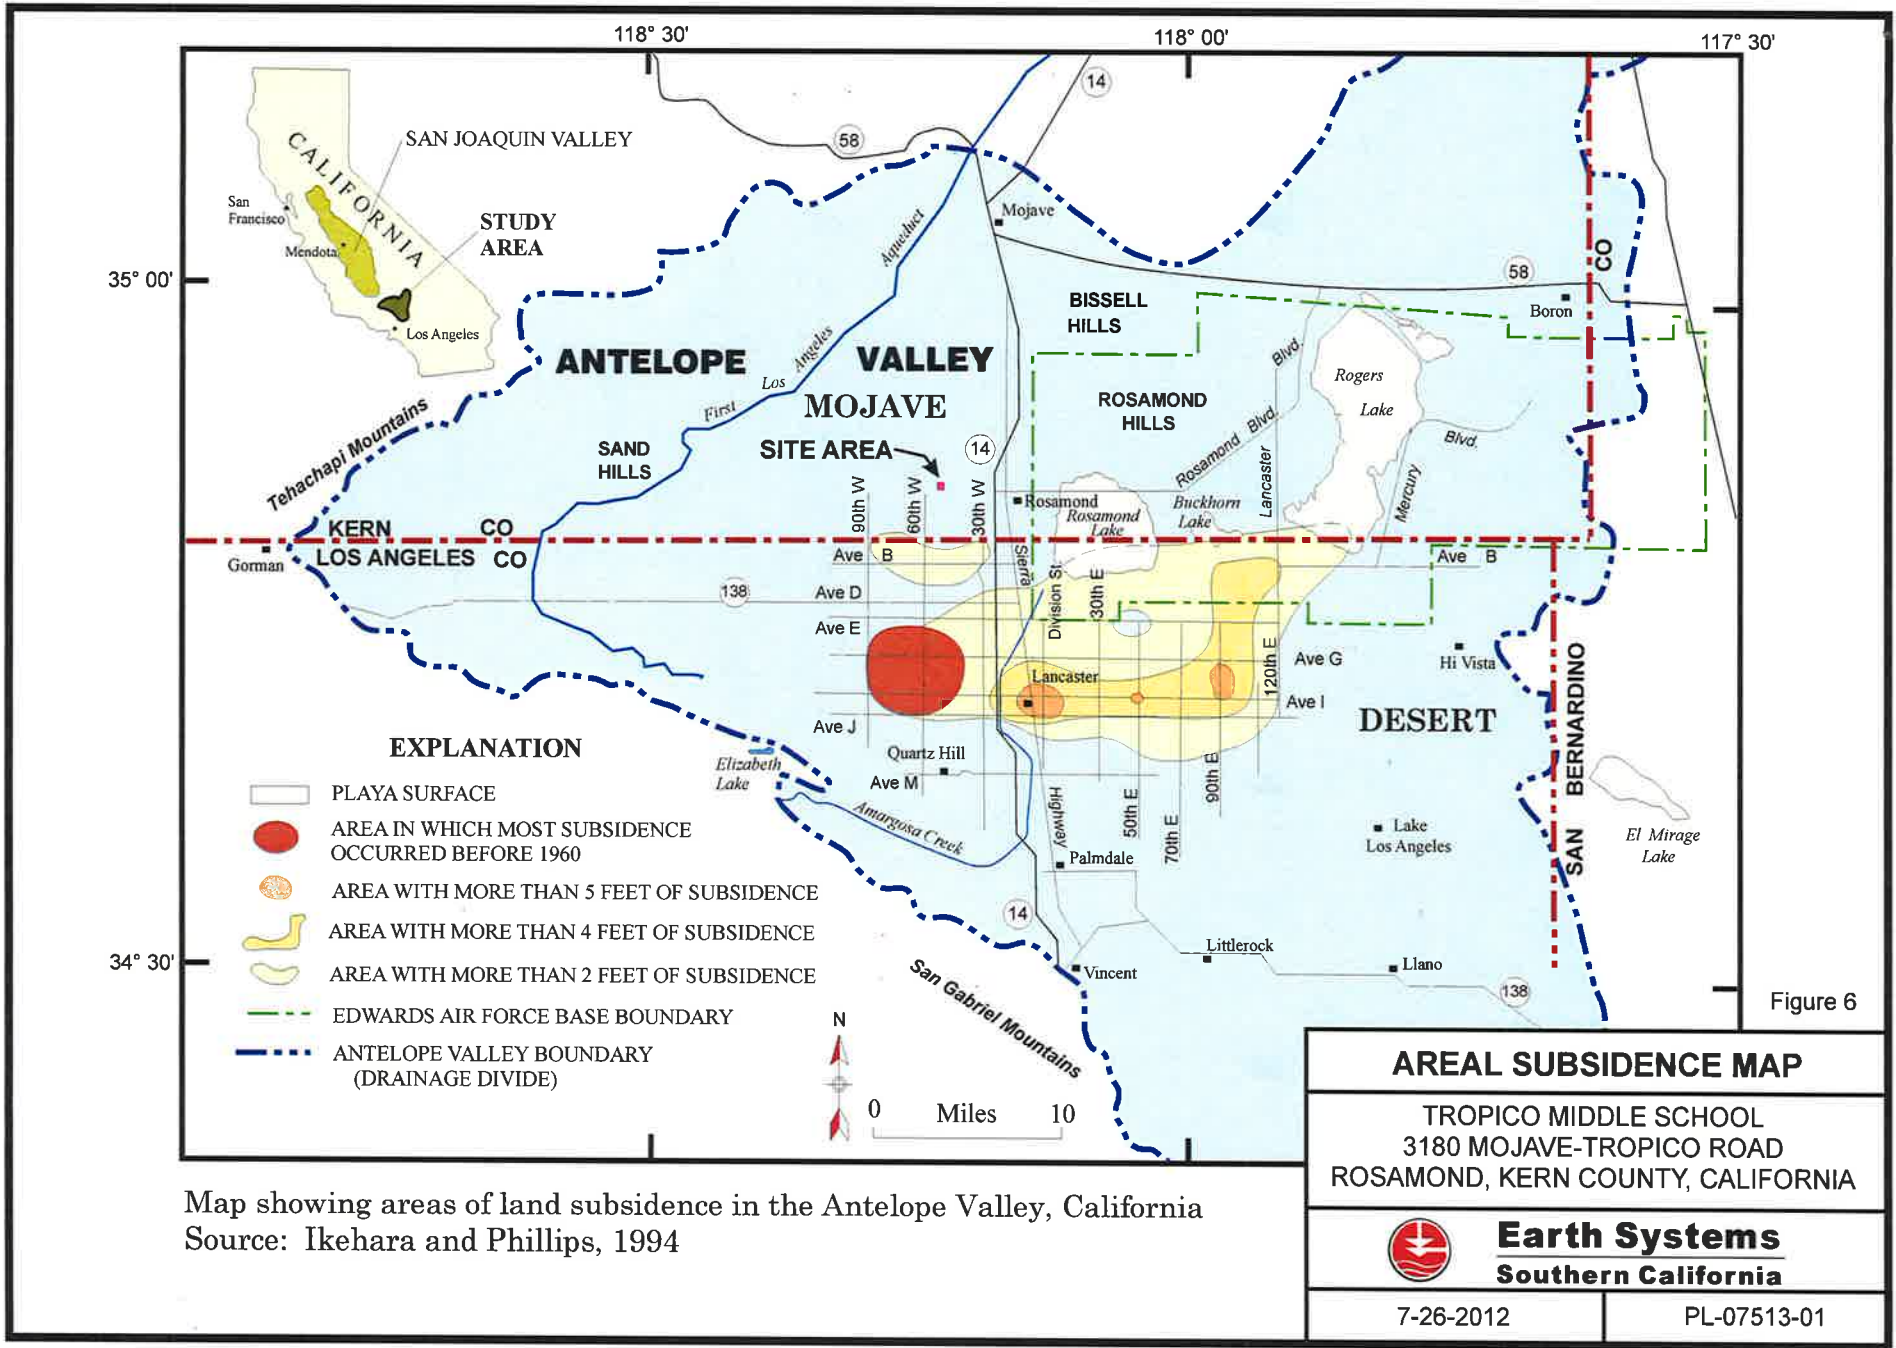 118° 30'
118° 00'
117° 30'
14
58
SAN JOAQUIN VALLEY
CALIFORNIA
San
Francisco
Mendota
STUDY
AREA
Los Angeles
Mojave
Aqueduct
35° 00'
58
CO
BISSELL
HILLS
Boron
ANTELOPE VALLEY
Angeles
Los
First
MOJAVE
Blvd.
Rogers
Lake
ROSAMOND
HILLS
Tehachapi Mountains
SAND
HILLS
SITE AREA
14
Rosamond Blvd.
Lancaster
Blvd.
Mercury
90th W
60th W
30th W
Rosamond
Rosamond
Lake
Buckhorn
Lake
KERN CO
LOS ANGELES CO
Gorman
Ave B
Sierra
Ave B
138
Ave D
Division St.
30th E
Ave E
Hi Vista
Ave G
120th E
Lancaster
Ave I
SAN BERNARDINO
DESERT
Ave J
EXPLANATION
Elizabeth
Lake
Quartz Hill
Ave M
90th E
50th E
70th E
Highway
Amargosa Creek
PLAYA SURFACE
AREA IN WHICH MOST SUBSIDENCE
OCCURRED BEFORE 1960
Lake
Los Angeles
El Mirage
Lake
Palmdale
AREA WITH MORE THAN 5 FEET OF SUBSIDENCE
14
AREA WITH MORE THAN 4 FEET OF SUBSIDENCE
Littlerock
34° 30'
AREA WITH MORE THAN 2 FEET OF SUBSIDENCE
Vincent
Llano
138
San Gabriel Mountains
EDWARDS AIR FORCE BASE BOUNDARY
N
ANTELOPE VALLEY BOUNDARY
(DRAINAGE DIVIDE)
0 Miles 10
Figure 6
AREAL SUBSIDENCE MAP
TROPICO MIDDLE SCHOOL
3180 MOJAVE-TROPICO ROAD
ROSAMOND, KERN COUNTY, CALIFORNIA
Map showing areas of land subsidence in the Antelope Valley, California
Source: Ikehara and Phillips, 1994
Earth Systems
Southern California
7-26-2012
PL-07513-01